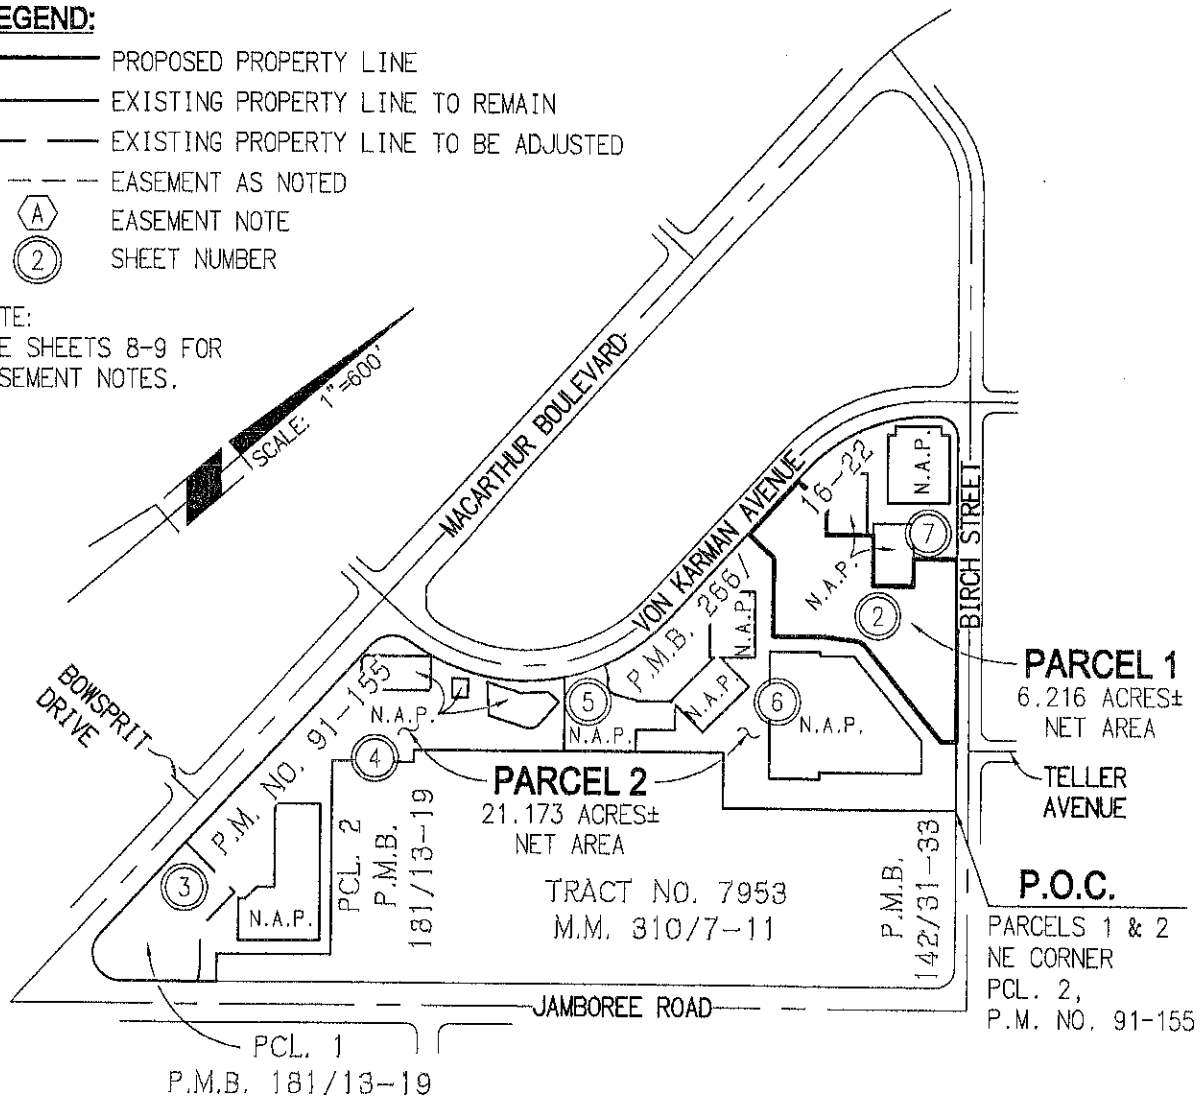 EGEND:
PROPOSED PROPERTY LINE
EXISTING PROPERTY LINE TO REMAIN
EXISTING PROPERTY LINE TO BE ADJUSTED
EASEMENT AS NOTED
A
EASEMENT NOTE
2
SHEET NUMBER
TE:
E SHEETS 8-9 FOR
SEMENT NOTES.
SCALE: 1"=600'
MACARTHUR BOULEVARD
VON KARMAN AVENUE
16-22
N.A.P.
7
BIRCH STREET
N.A.P.
2
P.M.B. 266/
N.A.P.
PARCEL 1
6.216 ACRES±
NET AREA
BOWSPRIT
DRIVE
P.M. NO. 91-155
N.A.P.
5
N.A.P.
N.A.P.
6
N.A.P.
4
PARCEL 2
21.173 ACRES±
NET AREA
TELLER
AVENUE
3
N.A.P.
PCL. 2
P.M.B.
181/13-19
TRACT NO. 7953
M.M. 310/7-11
P.M.B.
142/31-33
P.O.C.
PARCELS 1 & 2
NE CORNER
PCL. 2,
P.M. NO. 91-155
JAMBOREE ROAD
PCL. 1
P.M.B. 181/13-19